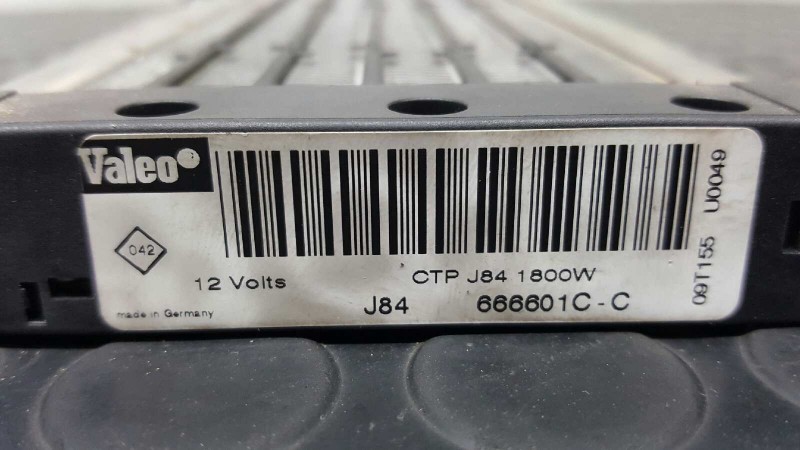 Valeo
042
12 Volts
CTP J84 1800W
made in Germany
J84
666601C-C
09T155 U0049